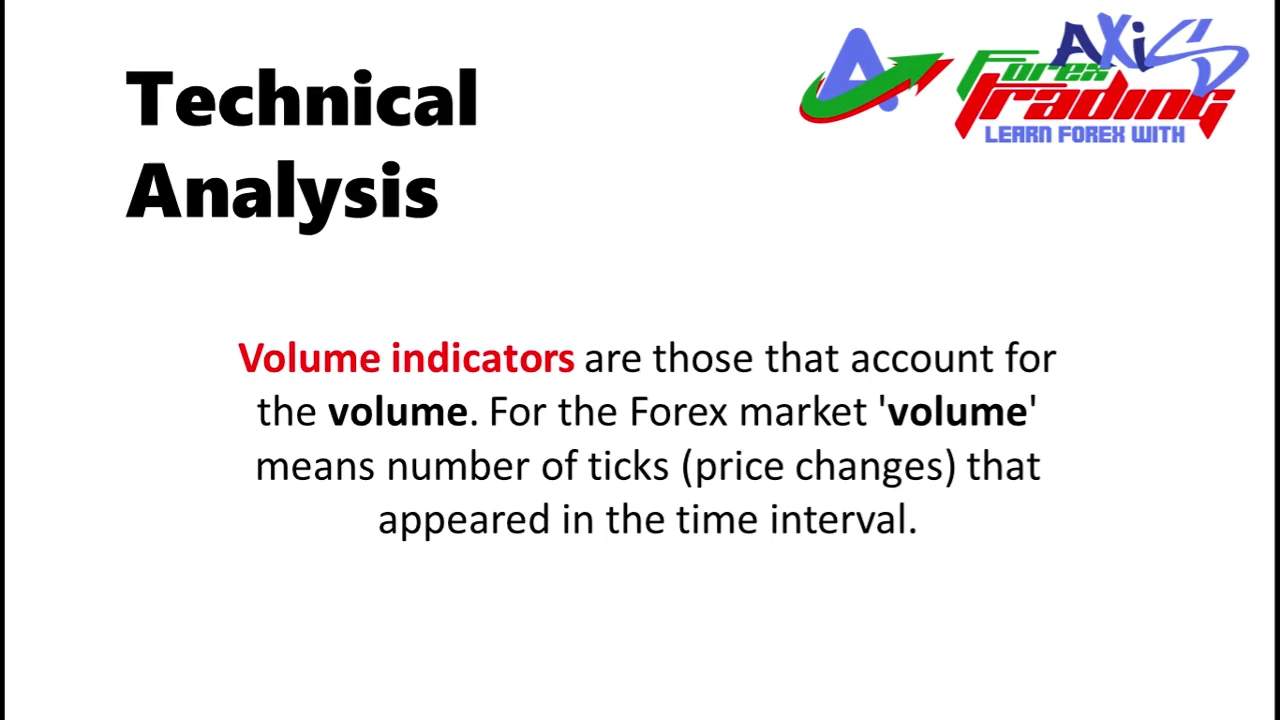 Technical
Analysis
AXiS
Forex
Trading
LEARN FOREX WITH
Volume indicators are those that account for
the volume. For the Forex market 'volume'
means number of ticks (price changes) that
appeared in the time interval.